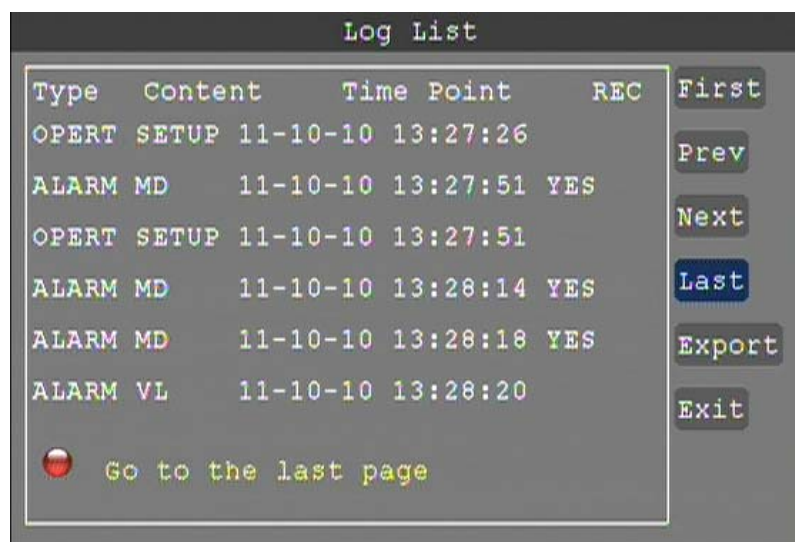 Log List
Type Content Time Point REC
OPERT SETUP 11-10-10 13:27:26
ALARM MD 11-10-10 13:27:51 YES
OPERT SETUP 11-10-10 13:27:51
ALARM MD 11-10-10 13:28:14 YES
ALARM MD 11-10-10 13:28:18 YES
ALARM VL 11-10-10 13:28:20
Go to the last page
First
Prev
Next
Last
Export
Exit